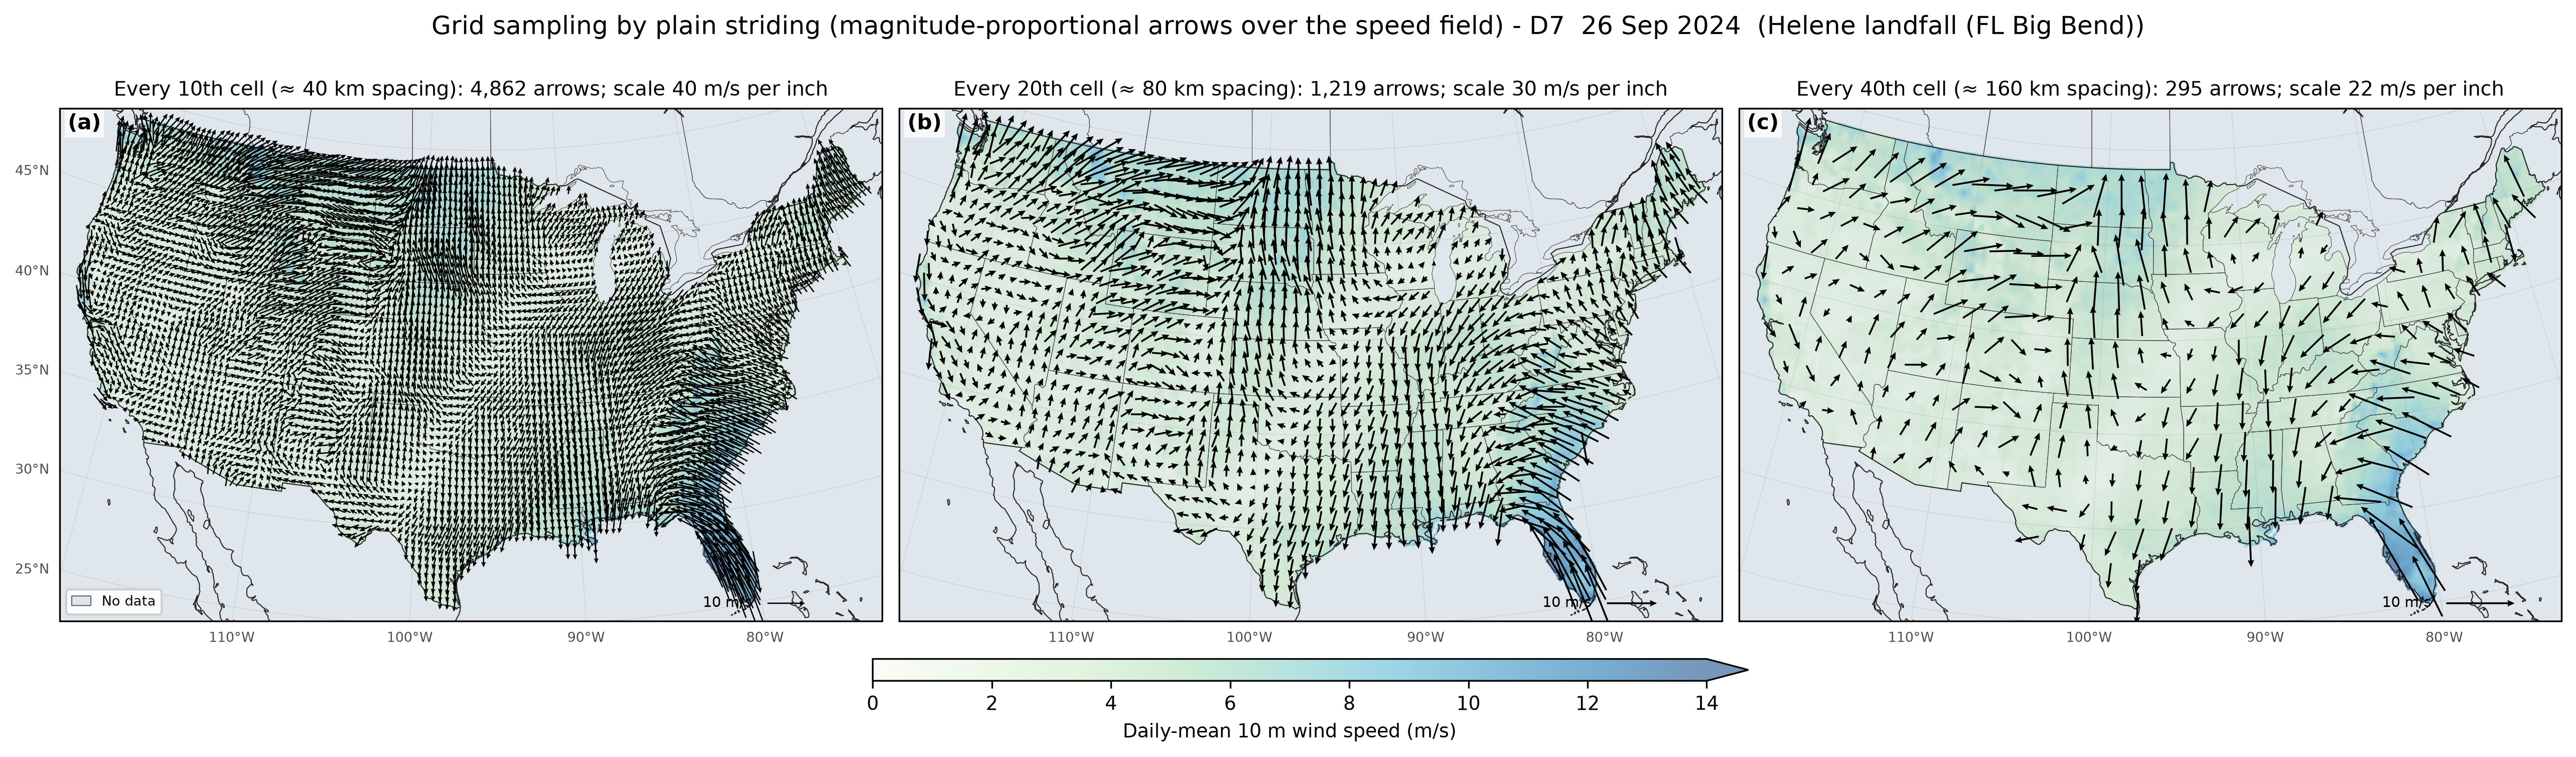 Grid sampling by plain striding (magnitude-proportional arrows over the speed field) - D7  26 Sep 2024  (Helene landfall (FL Big Bend))
Every 10th cell (≈ 40 km spacing): 4,862 arrows; scale 40 m/s per inch
Every 20th cell (≈ 80 km spacing): 1,219 arrows; scale 30 m/s per inch
Every 40th cell (≈ 160 km spacing): 295 arrows; scale 22 m/s per inch
(a)
(b)
(c)
45°N
40°N
35°N
30°N
25°N
No data
10 m/s
10 m/s
10 m/s
110°W
100°W
90°W
80°W
110°W
100°W
90°W
80°W
110°W
100°W
90°W
80°W
0
2
4
6
8
10
12
14
Daily-mean 10 m wind speed (m/s)